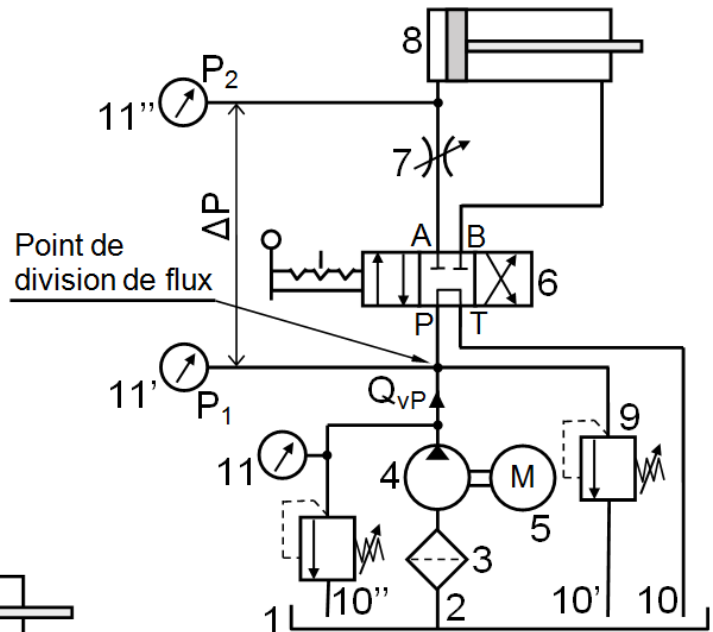 8
P2
11”
7
ΔP
Point de
division de flux
A B
6
P T
11’
P1
QvP
9
11
4
M
5
3
10”
2
10’
10
1